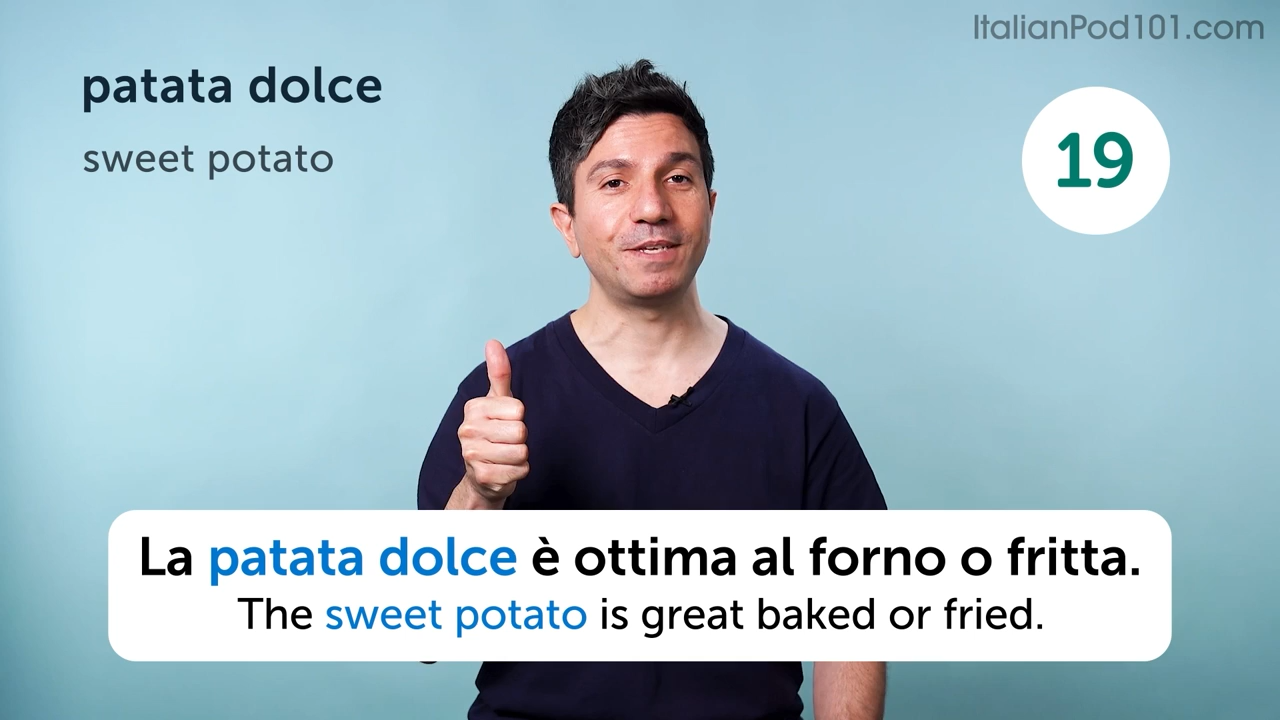 ItalianPod101.com
patata dolce
sweet potato
19
La patata dolce è ottima al forno o fritta.
The sweet potato is great baked or fried.